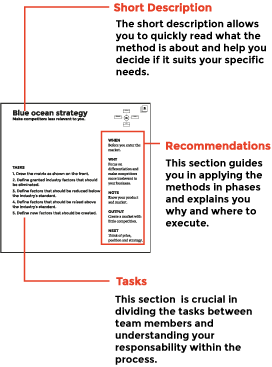 Short Description
The short description allows
you to quickly read what the
method is about and help you
decide if it suits your specific
needs.
Blue ocean strategy
Make competitors less relevant to you.
WHEN
Before you enter the
market.
WHY
Focus on
differentiation and
make competitors
more irrelevant to
your business.
NOTE
Know your product
and market.
OUTPUT
Create a market with
little competition.
NEXT
Think of price,
position and strategy.
TASKS
1. Draw the matrix as shown on the front.
2. Define granted industry factors that should
be eliminated.
3. Define factors that should be reduced below
the industry's standard.
4. Define factors that should be raised above
the industry's standard.
5. Define new factors that should be created.
Recommendations
This section guides
you in applying the
methods in phases
and explains you
why and where to
execute.
Tasks
This section is crucial in
dividing the tasks between
team members and
understanding your
responsability within the
process.